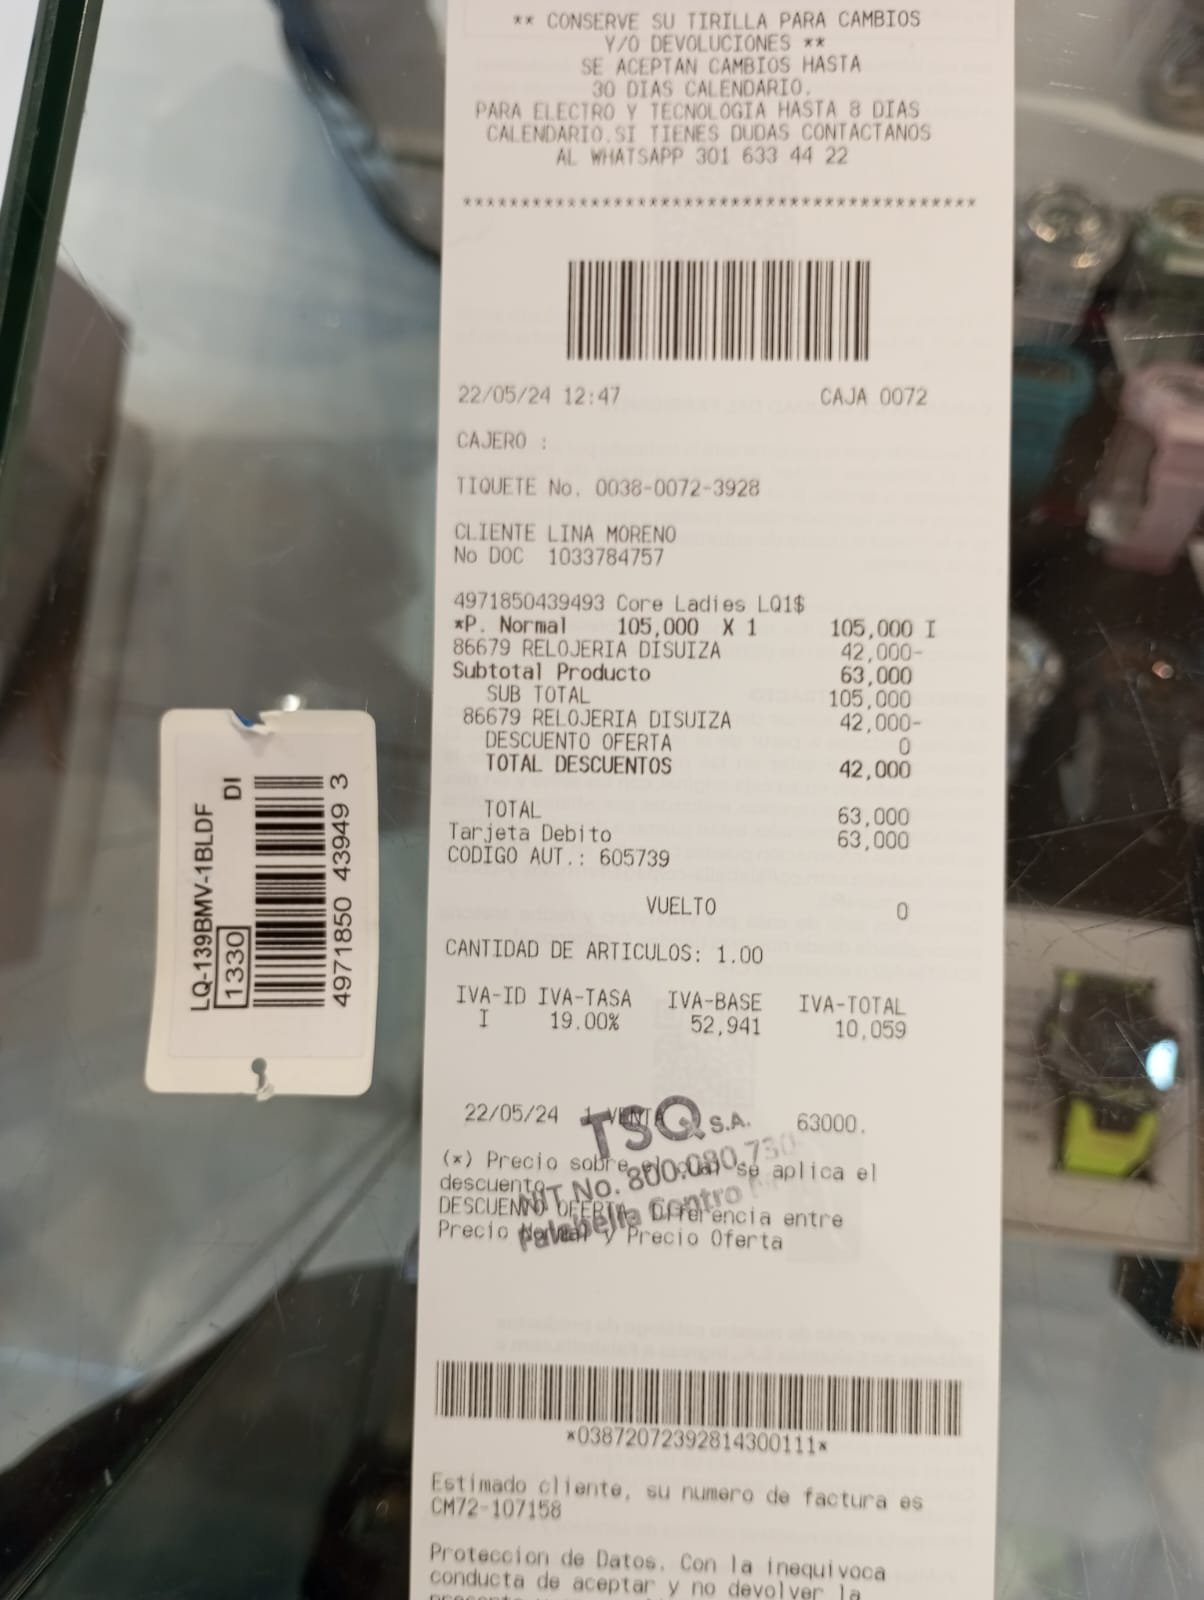 ** CONSERVE SU TIRILLA PARA CAMBIOS
Y/O DEVOLUCIONES **
SE ACEPTAN CAMBIOS HASTA
30 DIAS CALENDARIO.
PARA ELECTRO Y TECNOLOGIA HASTA 8 DIAS
CALENDARIO.SI TIENES DUDAS CONTACTANOS
AL WHATSAPP 301 633 44 22
********************************************
22/05/24 12:47 CAJA 0072
CAJERO :
TIQUETE No. 0038-0072-3928
CLIENTE LINA MORENO
No DOC 1033784757
4971850439493 Core Ladies LQ1$
*P. Normal 105,000 X 1 105,000 I
86679 RELOJERIA DISUIZA 42,000-
Subtotal Producto 63,000
SUB TOTAL 105,000
86679 RELOJERIA DISUIZA 42,000-
DESCUENTO OFERTA 0
TOTAL DESCUENTOS 42,000
TOTAL 63,000
Tarjeta Debito 63,000
CODIGO AUT.: 605739
VUELTO 0
CANTIDAD DE ARTICULOS: 1.00
IVA-ID IVA-TASA IVA-BASE IVA-TOTAL
I 19.00% 52,941 10,059
22/05/24 1 VENTA 63000.
(*) Precio sobre el cual se aplica el
descuento
DESCUENTO OFERTA Diferencia entre
Precio Normal y Precio Oferta
TSQ S.A.
NIT No. 800.090.730
Falabella Centro
*03872072392814300111*
Estimado cliente, su numero de factura es
CM72-107158
Proteccion de Datos. Con la inequivoca
conducta de aceptar y no devolver la
LQ-139BMV-1BLDF
1330 DI
4971850 43949 3